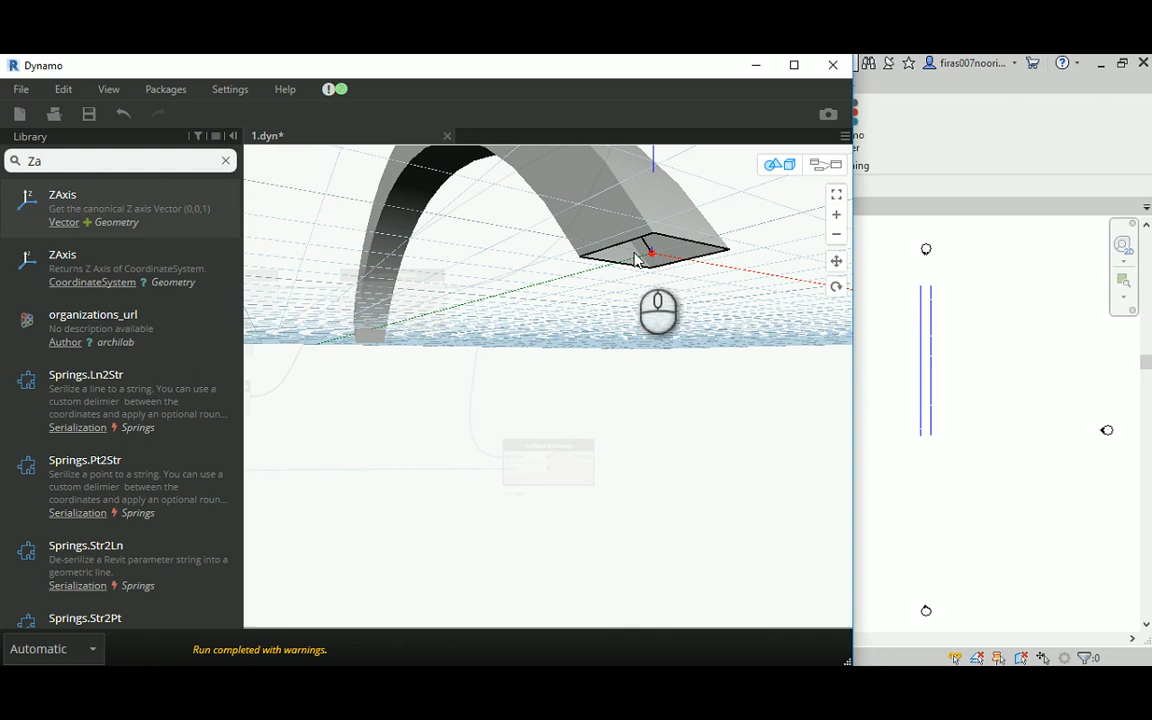 Dynamo
firas007noori...
File Edit View Packages Settings Help
Library
1.dyn*
Za
ZAxis
Get the canonical Z axis Vector (0,0,1)
Vector Geometry
ZAxis
Returns Z Axis of CoordinateSystem.
CoordinateSystem ? Geometry
organizations_url
No description available
Author ? archilab
Springs.Ln2Str
Serilize a line to a string. You can use a
custom delimier between the
coordinates and apply an optional roun...
Serialization Springs
Springs.Pt2Str
Serilize a point to a string. You can use a
custom delimier between the
coordinates and apply an optional roun...
Serialization Springs
Springs.Str2Ln
De-serilize a Revit parameter string into a
geometric line.
Serialization Springs
Springs.Str2Pt
Automatic
Run completed with warnings.
mo
er
ning
2D
:0